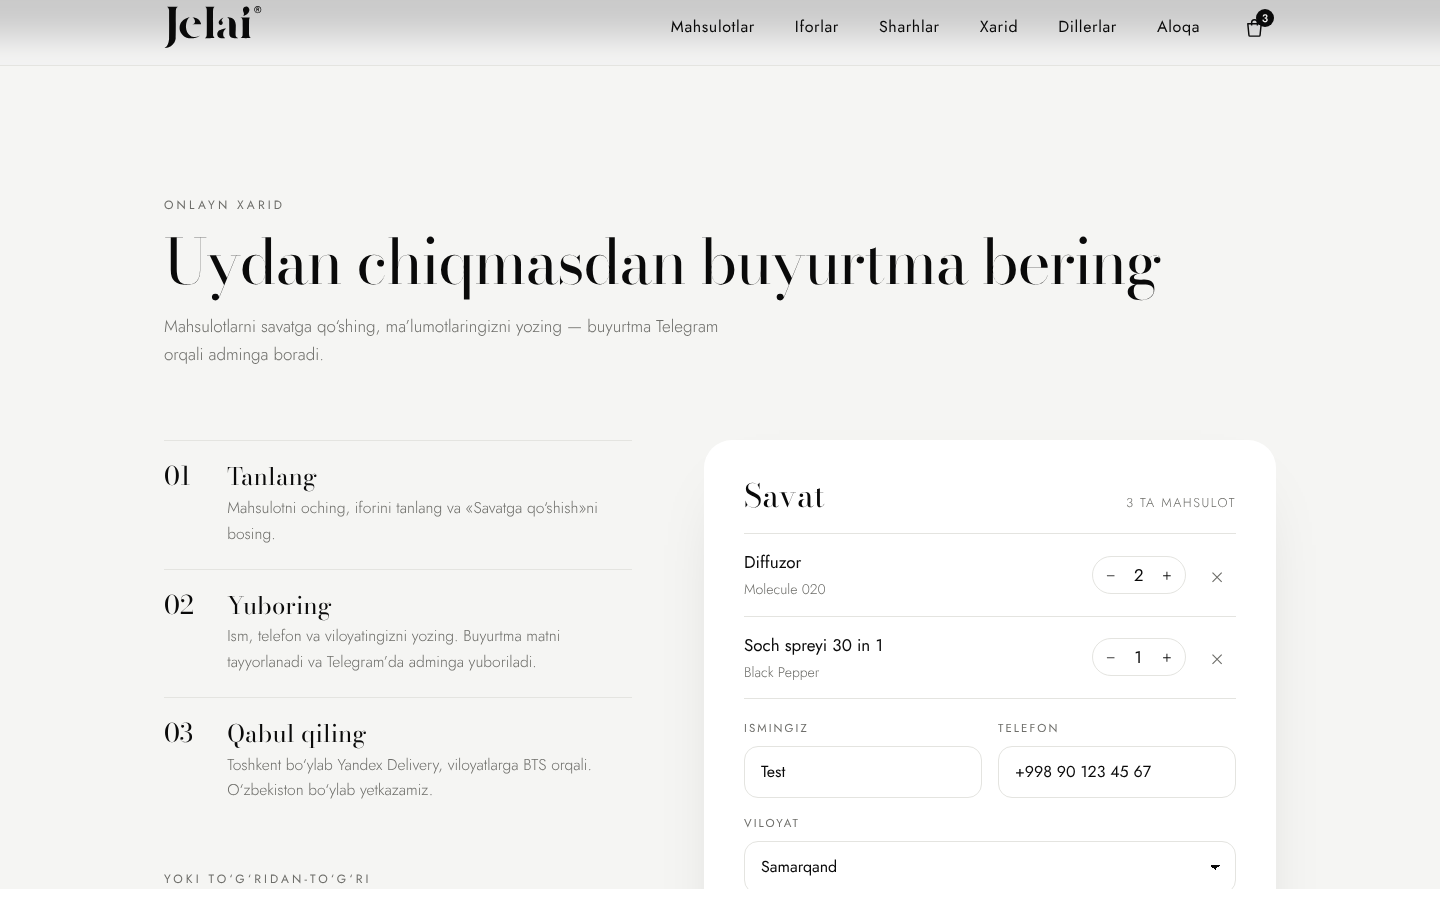 Jelai®
Mahsulotlar Iforlar Sharhlar Xarid Dillerlar Aloqa 3
ONLAYN XARID
Uydan chiqmasdan buyurtma bering
Mahsulotlarni savatga qo‘shing, ma’lumotlaringizni yozing — buyurtma Telegram
orqali adminga boradi.
01 Tanlang
Mahsulotni oching, iforini tanlang va «Savatga qo‘shish»ni
bosing.
02 Yuboring
Ism, telefon va viloyatingizni yozing. Buyurtma matni
tayyorlanadi va Telegram’da adminga yuboriladi.
03 Qabul qiling
Toshkent bo‘ylab Yandex Delivery, viloyatlarga BTS orqali.
O‘zbekiston bo‘ylab yetkazamiz.
YOKI TO‘G‘RIDAN-TO‘G‘RI
Savat
3 TA MAHSULOT
Diffuzor
Molecule 020
− 2 + ×
Soch spreyi 30 in 1
Black Pepper
− 1 + ×
ISMINGIZ TELEFON
Test +998 90 123 45 67
VILOYAT
Samarqand